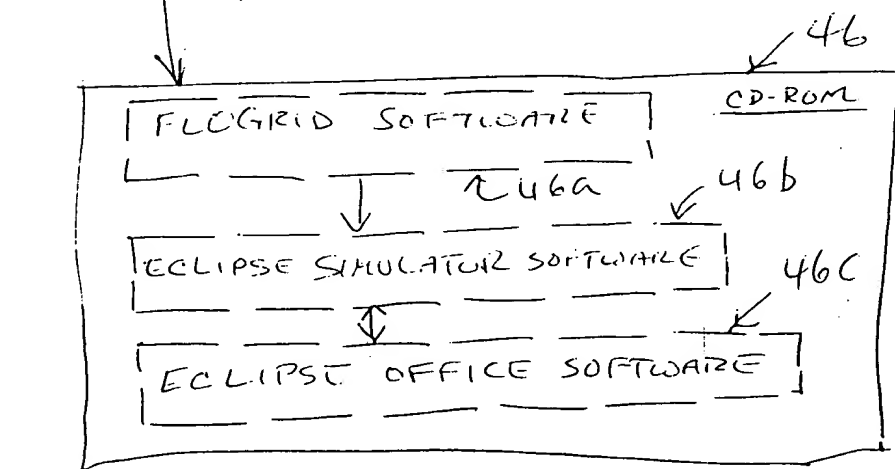 46
CD-ROM
FLOGRID SOFTWARE
46a
46b
ECLIPSE SIMULATOR SOFTWARE
46C
ECLIPSE OFFICE SOFTWARE